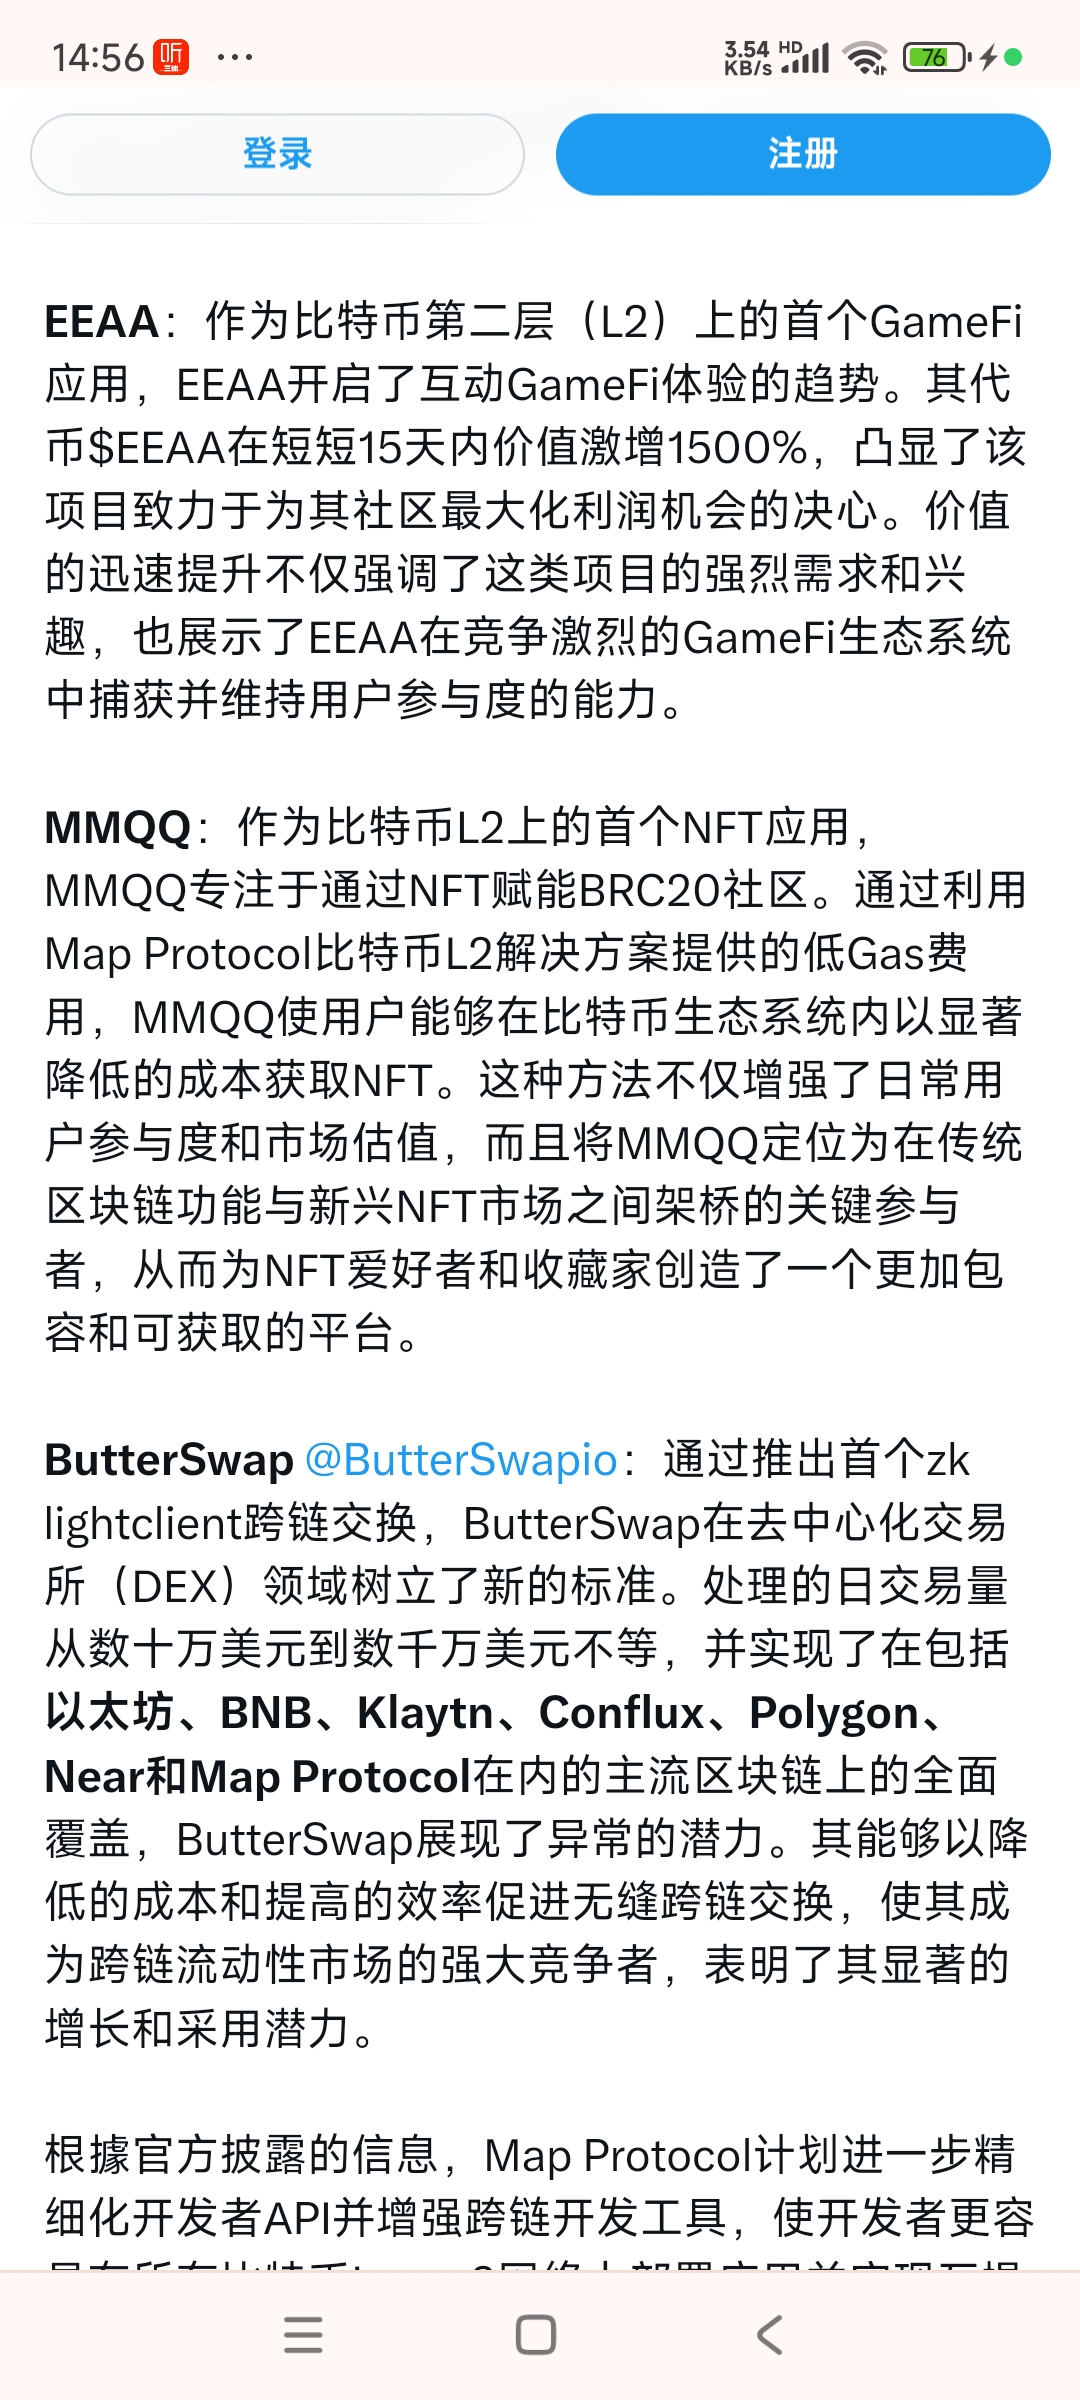 14:56
听
3.54 KB/s HD
76
登录
注册
EEAA：作为比特币第二层（L2）上的首个GameFi
应用，EEAA开启了互动GameFi体验的趋势。其代
币$EEAA在短短15天内价值激增1500%，凸显了该
项目致力于为其社区最大化利润机会的决心。价值
的迅速提升不仅强调了这类项目的强烈需求和兴
趣，也展示了EEAA在竞争激烈的GameFi生态系统
中捕获并维持用户参与度的能力。
MMQQ：作为比特币L2上的首个NFT应用，
MMQQ专注于通过NFT赋能BRC20社区。通过利用
Map Protocol比特币L2解决方案提供的低Gas费
用，MMQQ使用户能够在比特币生态系统内以显著
降低的成本获取NFT。这种方法不仅增强了日常用
户参与度和市场估值，而且将MMQQ定位为在传统
区块链功能与新兴NFT市场之间架桥的关键参与
者，从而为NFT爱好者和收藏家创造了一个更加包
容和可获取的平台。
ButterSwap @ButterSwapio：通过推出首个zk
lightclient跨链交换，ButterSwap在去中心化交易
所（DEX）领域树立了新的标准。处理的日交易量
从数十万美元到数千万美元不等，并实现了在包括
以太坊、BNB、Klaytn、Conflux、Polygon、
Near和Map Protocol在内的主流区块链上的全面
覆盖，ButterSwap展现了异常的潜力。其能够以降
低的成本和提高的效率促进无缝跨链交换，使其成
为跨链流动性市场的强大竞争者，表明了其显著的
增长和采用潜力。
根據官方披露的信息，Map Protocol计划进一步精
细化开发者API并增强跨链开发工具，使开发者更容